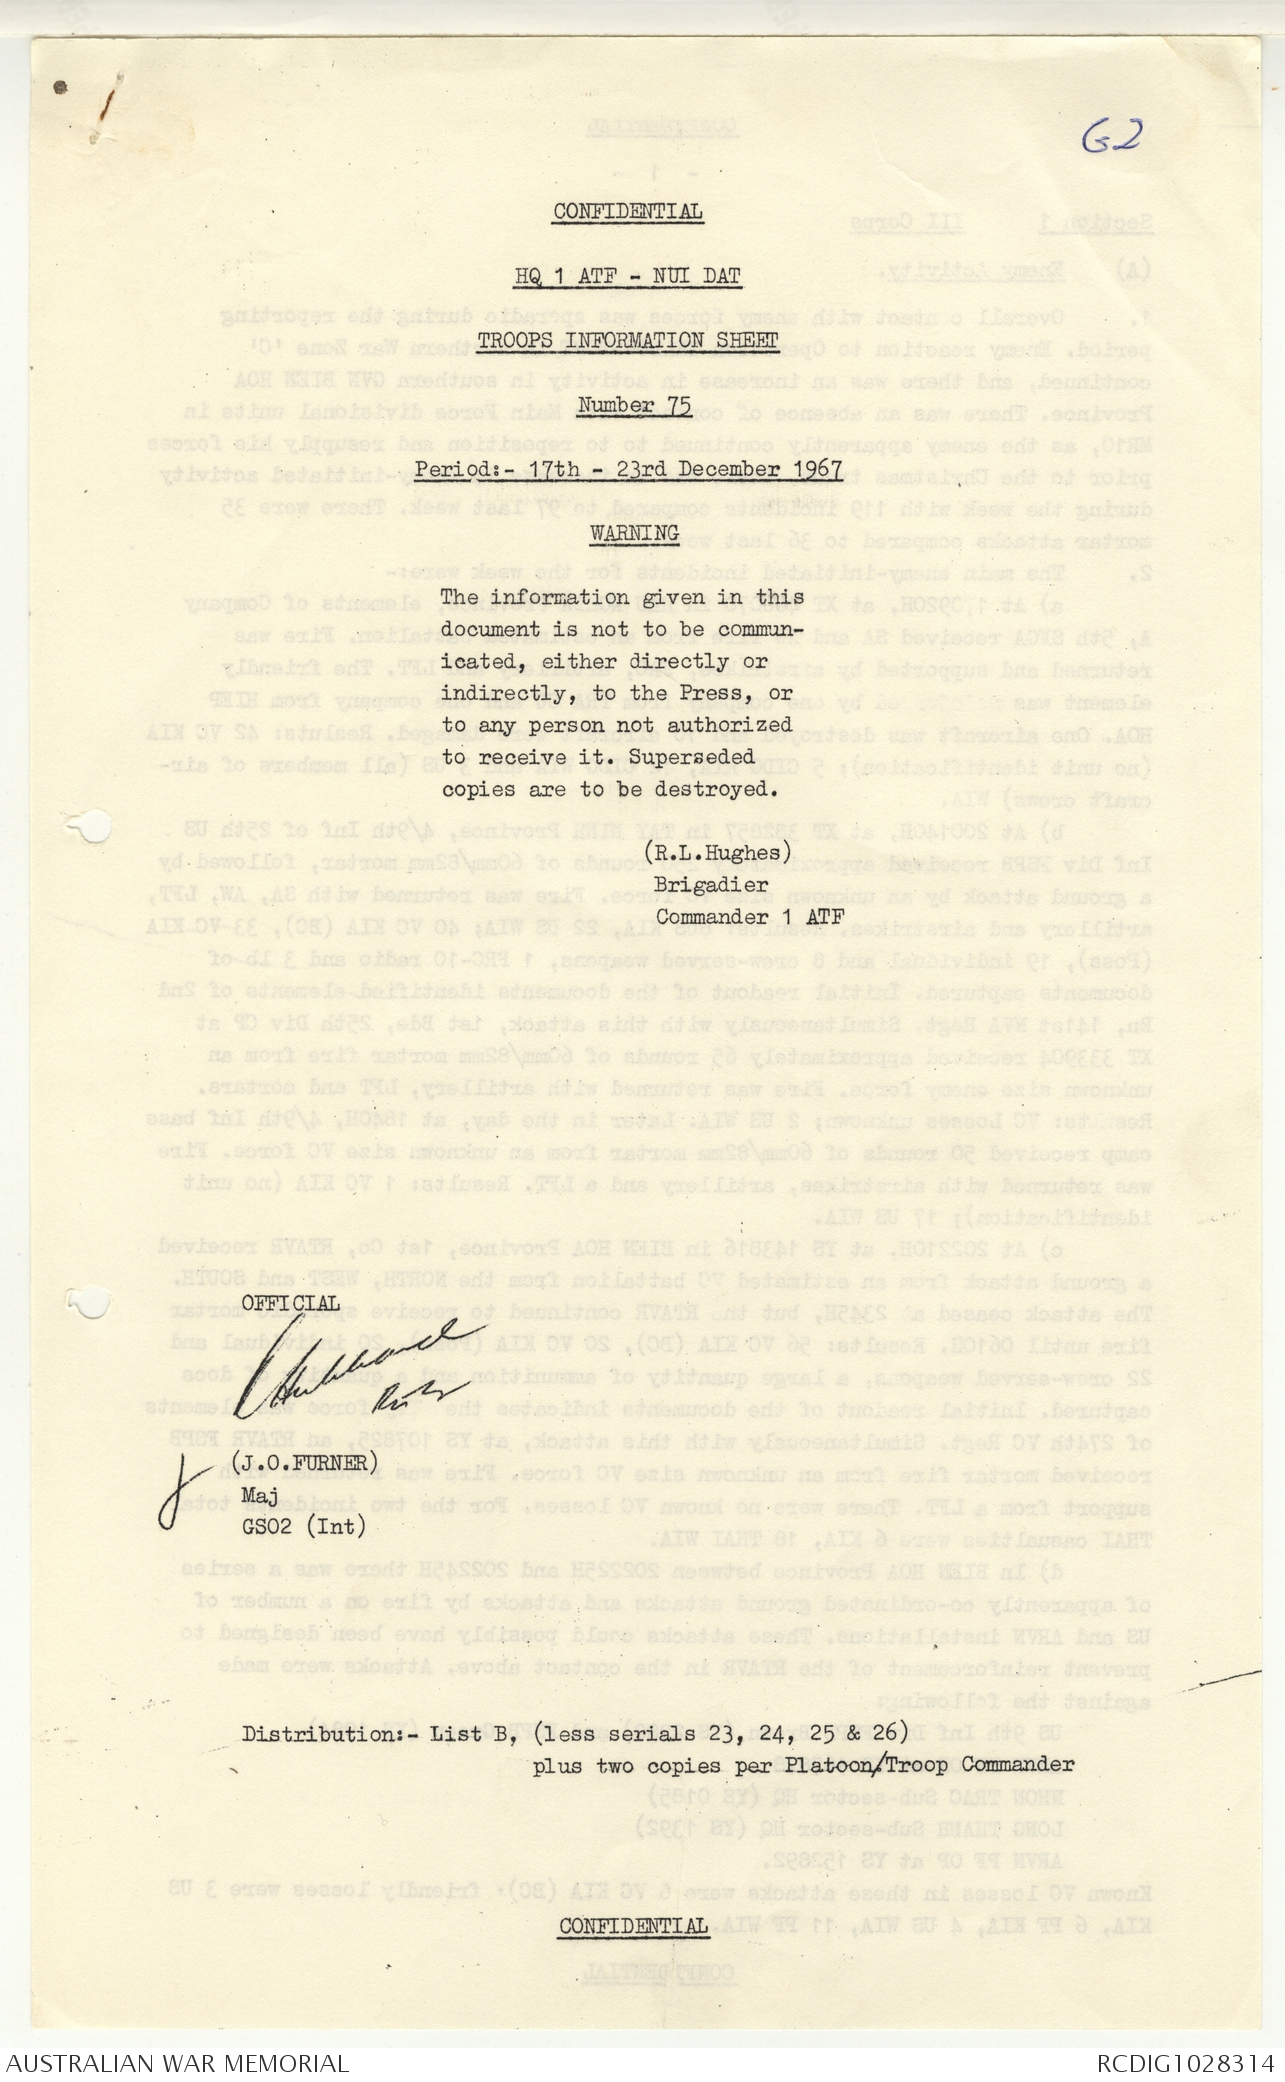 G2
CONFIDENTIAL
HQ 1 ATF - NUI DAT
TROOPS INFORMATION SHEET
Number 75
Period:- 17th - 23rd December 1967
WARNING
The information given in this
document is not to be commun-
icated, either directly or
indirectly, to the Press, or
to any person not authorized
to receive it. Superseded
copies are to be destroyed.
(R.L.Hughes)
Brigadier
Commander 1 ATF
OFFICIAL
(J.O.FURNER)
Maj
GSO2 (Int)
Distribution:- List B, (less serials 23, 24, 25 & 26)
plus two copies per Platoon/Troop Commander
CONFIDENTIAL
AUSTRALIAN WAR MEMORIAL
RCDIG1028314